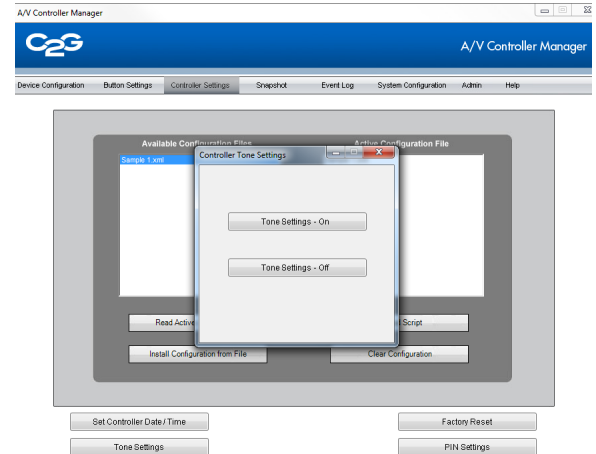 A/V Controller Manager
C2G
A/V Controller Manager
Device Configuration Button Settings Controller Settings Snapshot Event Log System Configuration Admin Help
Available Configuration Files Active Configuration File
Sample 1.xml
Controller Tone Settings
Tone Settings - On
Tone Settings - Off
Read Active Script
Install Configuration from File Clear Configuration
Set Controller Date / Time Factory Reset
Tone Settings PIN Settings